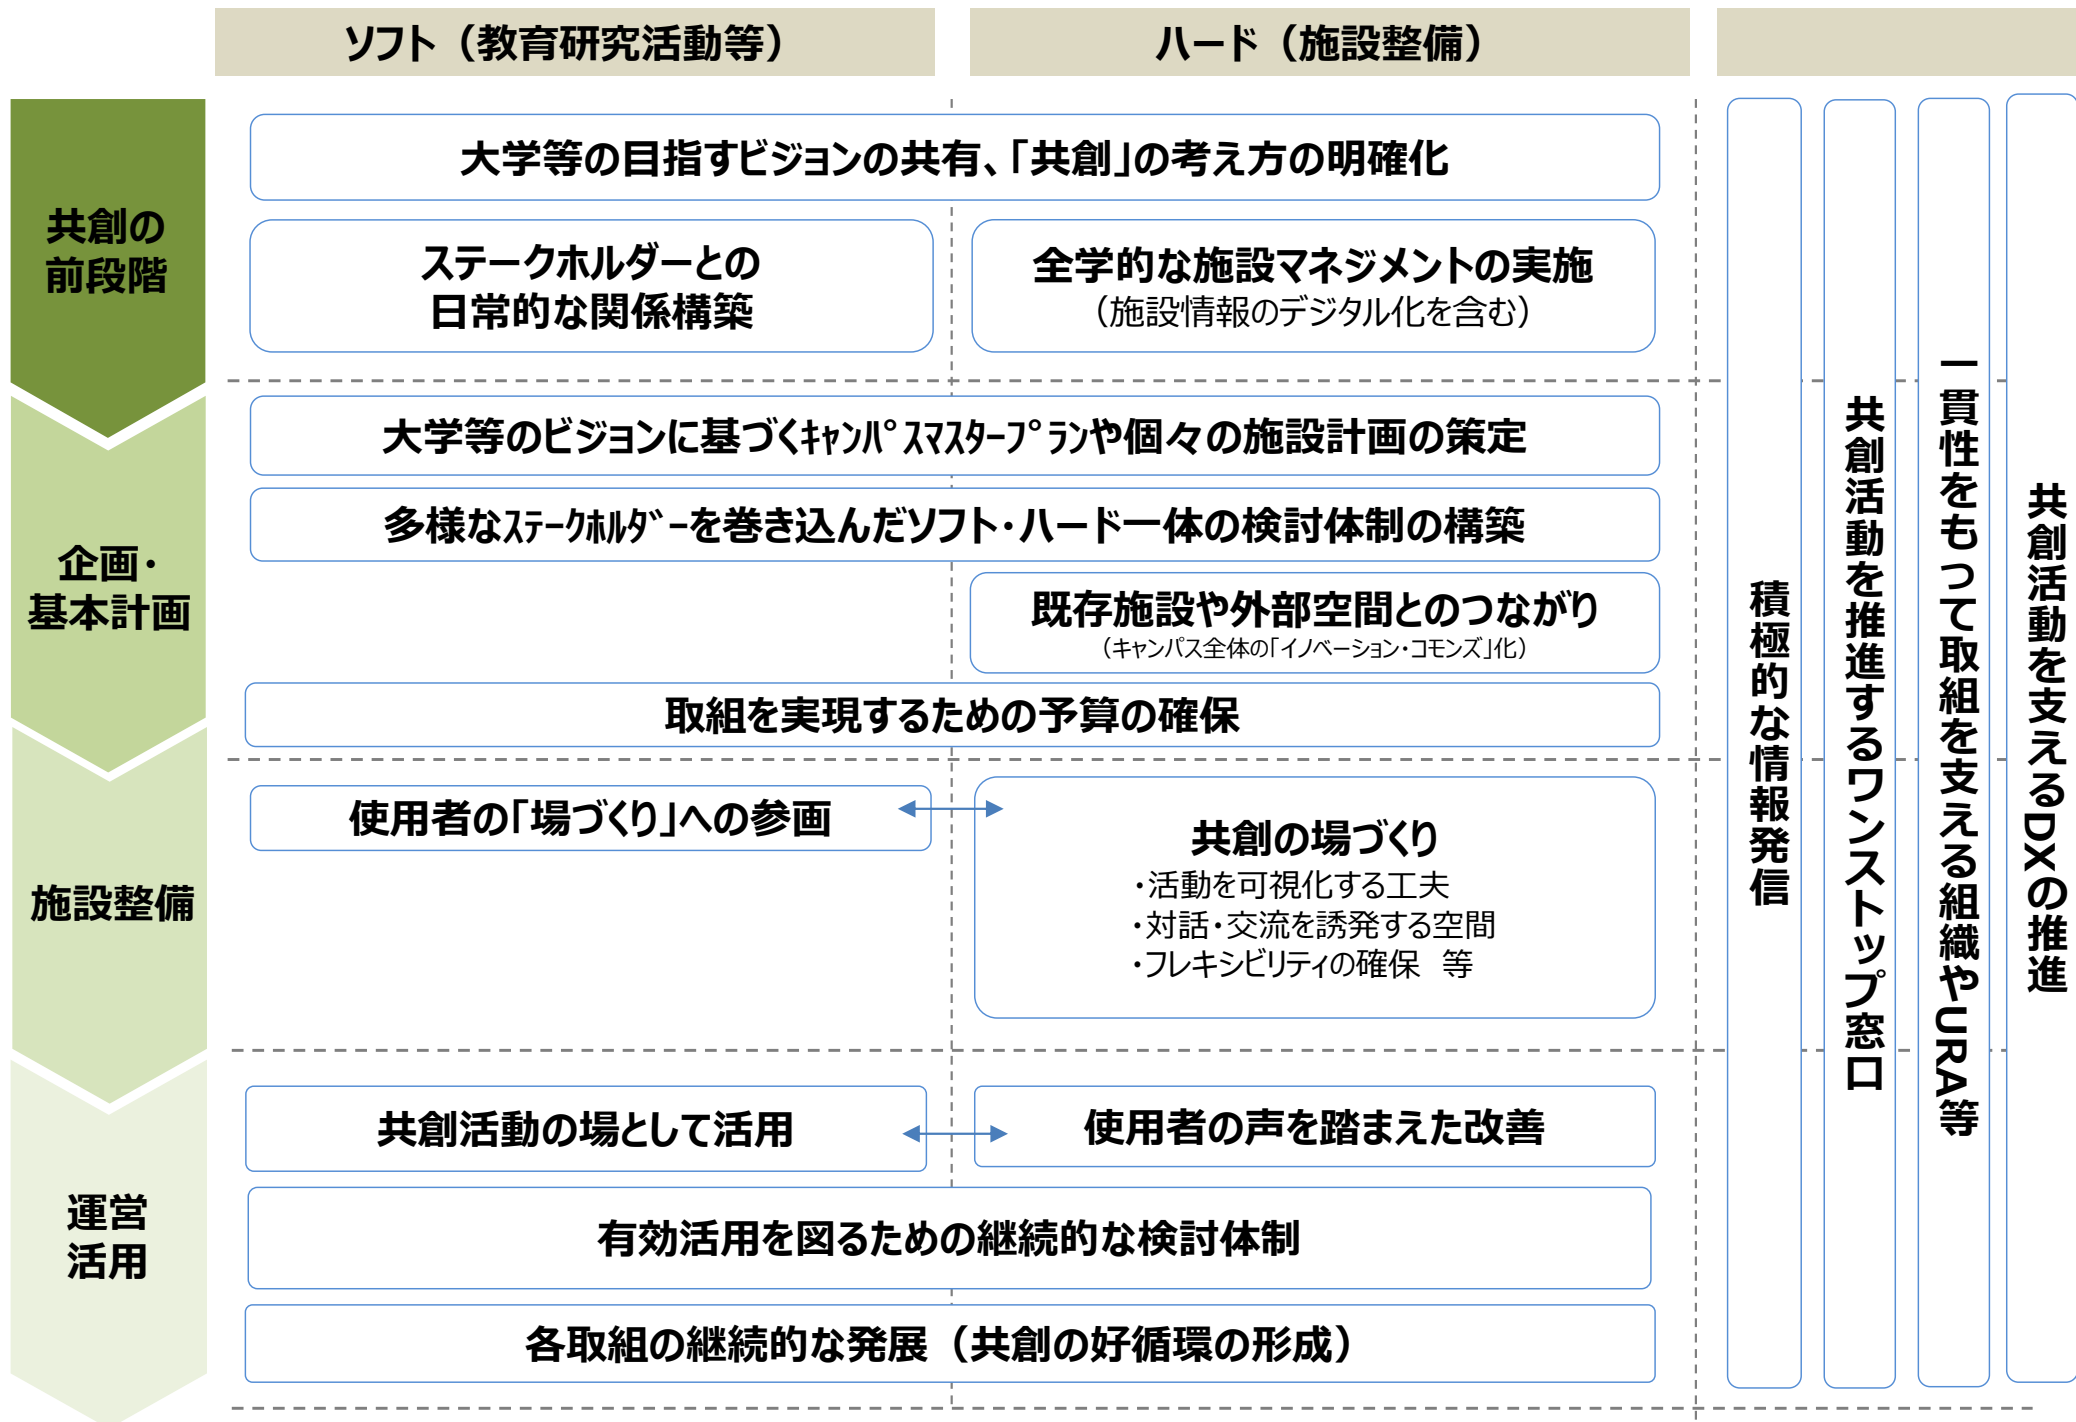 ソフト（教育研究活動等）
ハード（施設整備）
共創の
前段階
大学等の目指すビジョンの共有、「共創」の考え方の明確化
ステークホルダーとの
日常的な関係構築
全学的な施設マネジメントの実施
（施設情報のデジタル化を含む）
企画・
基本計画
大学等のビジョンに基づくｷｬﾝﾊﾟｽﾏｽﾀｰﾌﾟﾗﾝや個々の施設計画の策定
多様なｽﾃｰｸﾎﾙﾀﾞｰを巻き込んだソフト・ハード一体の検討体制の構築
既存施設や外部空間とのつながり
（キャンパス全体の「イノベーション・コモンズ」化）
取組を実現するための予算の確保
施設整備
使用者の「場づくり」への参画
共創の場づくり
・活動を可視化する工夫
・対話・交流を誘発する空間
・フレキシビリティの確保　等
運営
活用
共創活動の場として活用
使用者の声を踏まえた改善
有効活用を図るための継続的な検討体制
各取組の継続的な発展（共創の好循環の形成）
積極的な情報発信
共創活動を推進するワンストップ窓口
一貫性をもって取組を支える組織やURA等
共創活動を支えるDXの推進